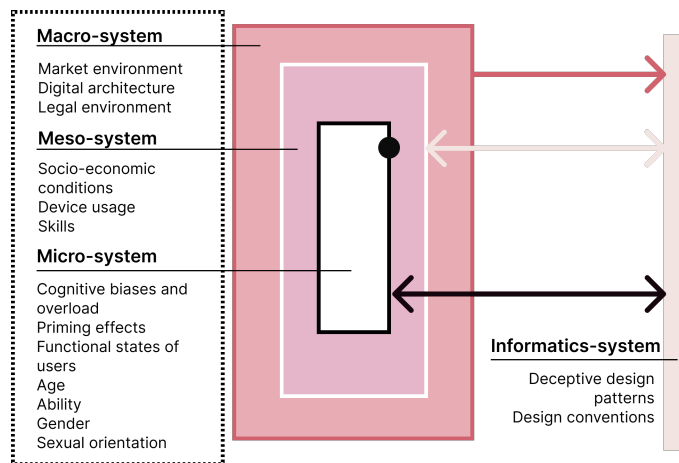 Macro-system
Market environment
Digital architecture
Legal environment
Meso-system
Socio-economic
conditions
Device usage
Skills
Micro-system
Cognitive biases and
overload
Priming effects
Functional states of
users
Age
Ability
Gender
Sexual orientation
Informatics-system
Deceptive design
patterns
Design conventions